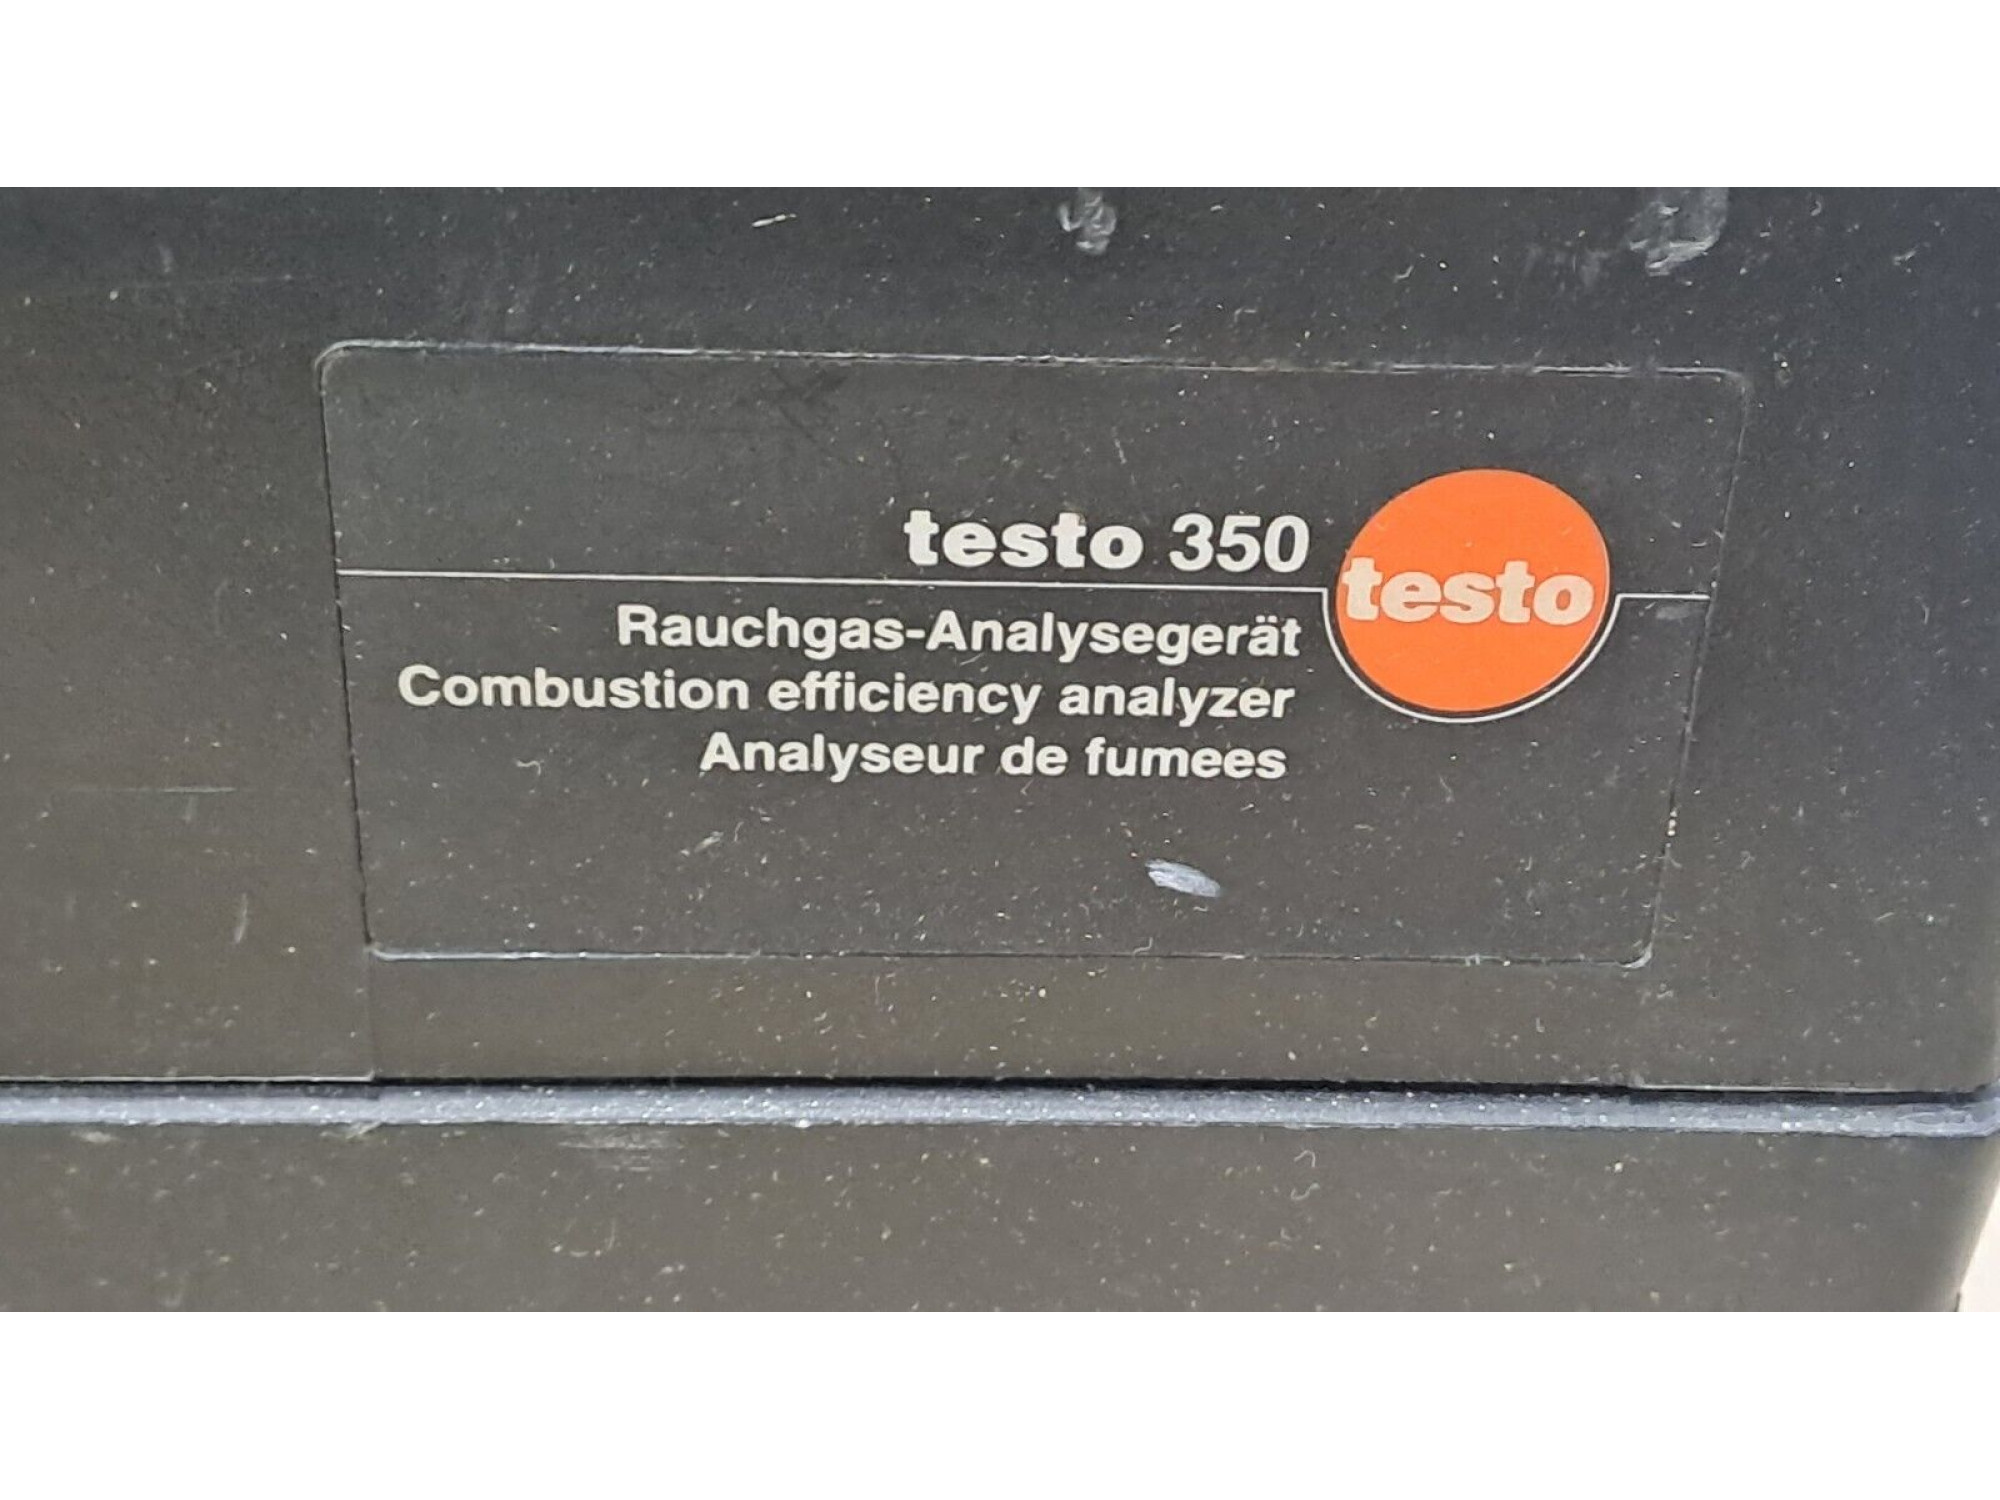 testo 350
testo
Rauchgas-Analysegerät
Combustion efficiency analyzer
Analyseur de fumees